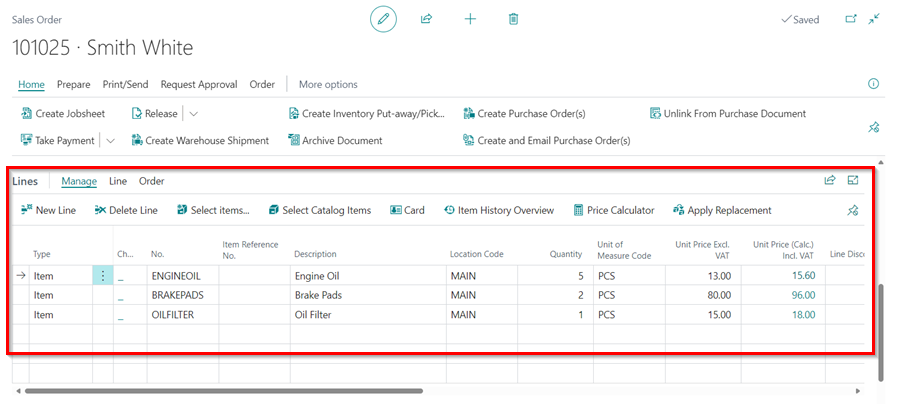 Sales Order
Saved
101025 · Smith White
Home Prepare Print/Send Request Approval Order More options
Create Jobsheet Release Create Inventory Put-away/Pick... Create Purchase Order(s) Unlink From Purchase Document
Take Payment Create Warehouse Shipment Archive Document Create and Email Purchase Order(s)
Lines Manage Line Order
New Line Delete Line Select items... Select Catalog Items Card Item History Overview Price Calculator Apply Replacement
Type Ch... No. Item Reference No. Description Location Code Quantity Unit of Measure Code Unit Price Excl. VAT Unit Price (Calc.) Incl. VAT Line Disco
Item _ ENGINEOIL Engine Oil MAIN 5 PCS 13.00 15.60
Item _ BRAKEPADS Brake Pads MAIN 2 PCS 80.00 96.00
Item _ OILFILTER Oil Filter MAIN 1 PCS 15.00 18.00